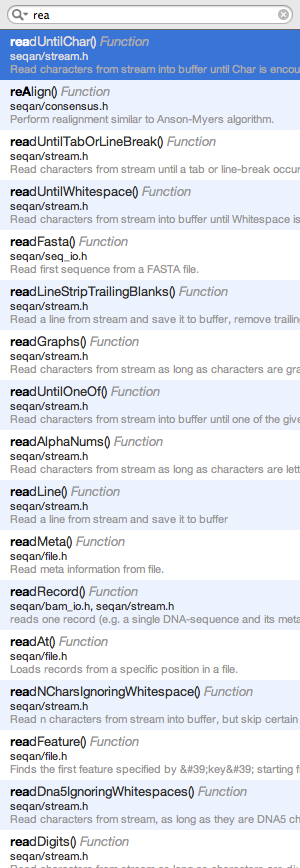 rea
readUntilChar() Function
seqan/stream.h
Read characters from stream into buffer until Char is encou
reAlign() Function
seqan/consensus.h
Perform realignment similar to Anson-Myers algorithm.
readUntilTabOrLineBreak() Function
seqan/stream.h
Read characters from stream until a tab or line-break occur
readUntilWhitespace() Function
seqan/stream.h
Read characters from stream into buffer until Whitespace is
readFasta() Function
seqan/seq_io.h
Read first sequence from a FASTA file.
readLineStripTrailingBlanks() Function
seqan/stream.h
Read a line from stream and save it to buffer, remove trailin
readGraphs() Function
seqan/stream.h
Read characters from stream as long as characters are gra
readUntilOneOf() Function
seqan/stream.h
Read characters from stream into buffer until one of the give
readAlphaNums() Function
seqan/stream.h
Read characters from stream as long as characters are lett
readLine() Function
seqan/stream.h
Read a line from stream and save it to buffer
readMeta() Function
seqan/file.h
Read meta information from file.
readRecord() Function
seqan/bam_io.h, seqan/stream.h
reads one record (e.g. a single DNA-sequence and its meta
readAt() Function
seqan/file.h
Loads records from a specific position in a file.
readNCharsIgnoringWhitespace() Function
seqan/stream.h
Read n characters from stream into buffer, but skip certain
readFeature() Function
seqan/file.h
Finds the first feature specified by &#39;key&#39; starting f
readDna5IgnoringWhitespaces() Function
seqan/stream.h
Read characters from stream, as long as they are DNA5 ch
readDigits() Function
seqan/stream.h
Read characters from stream as long as characters are digi